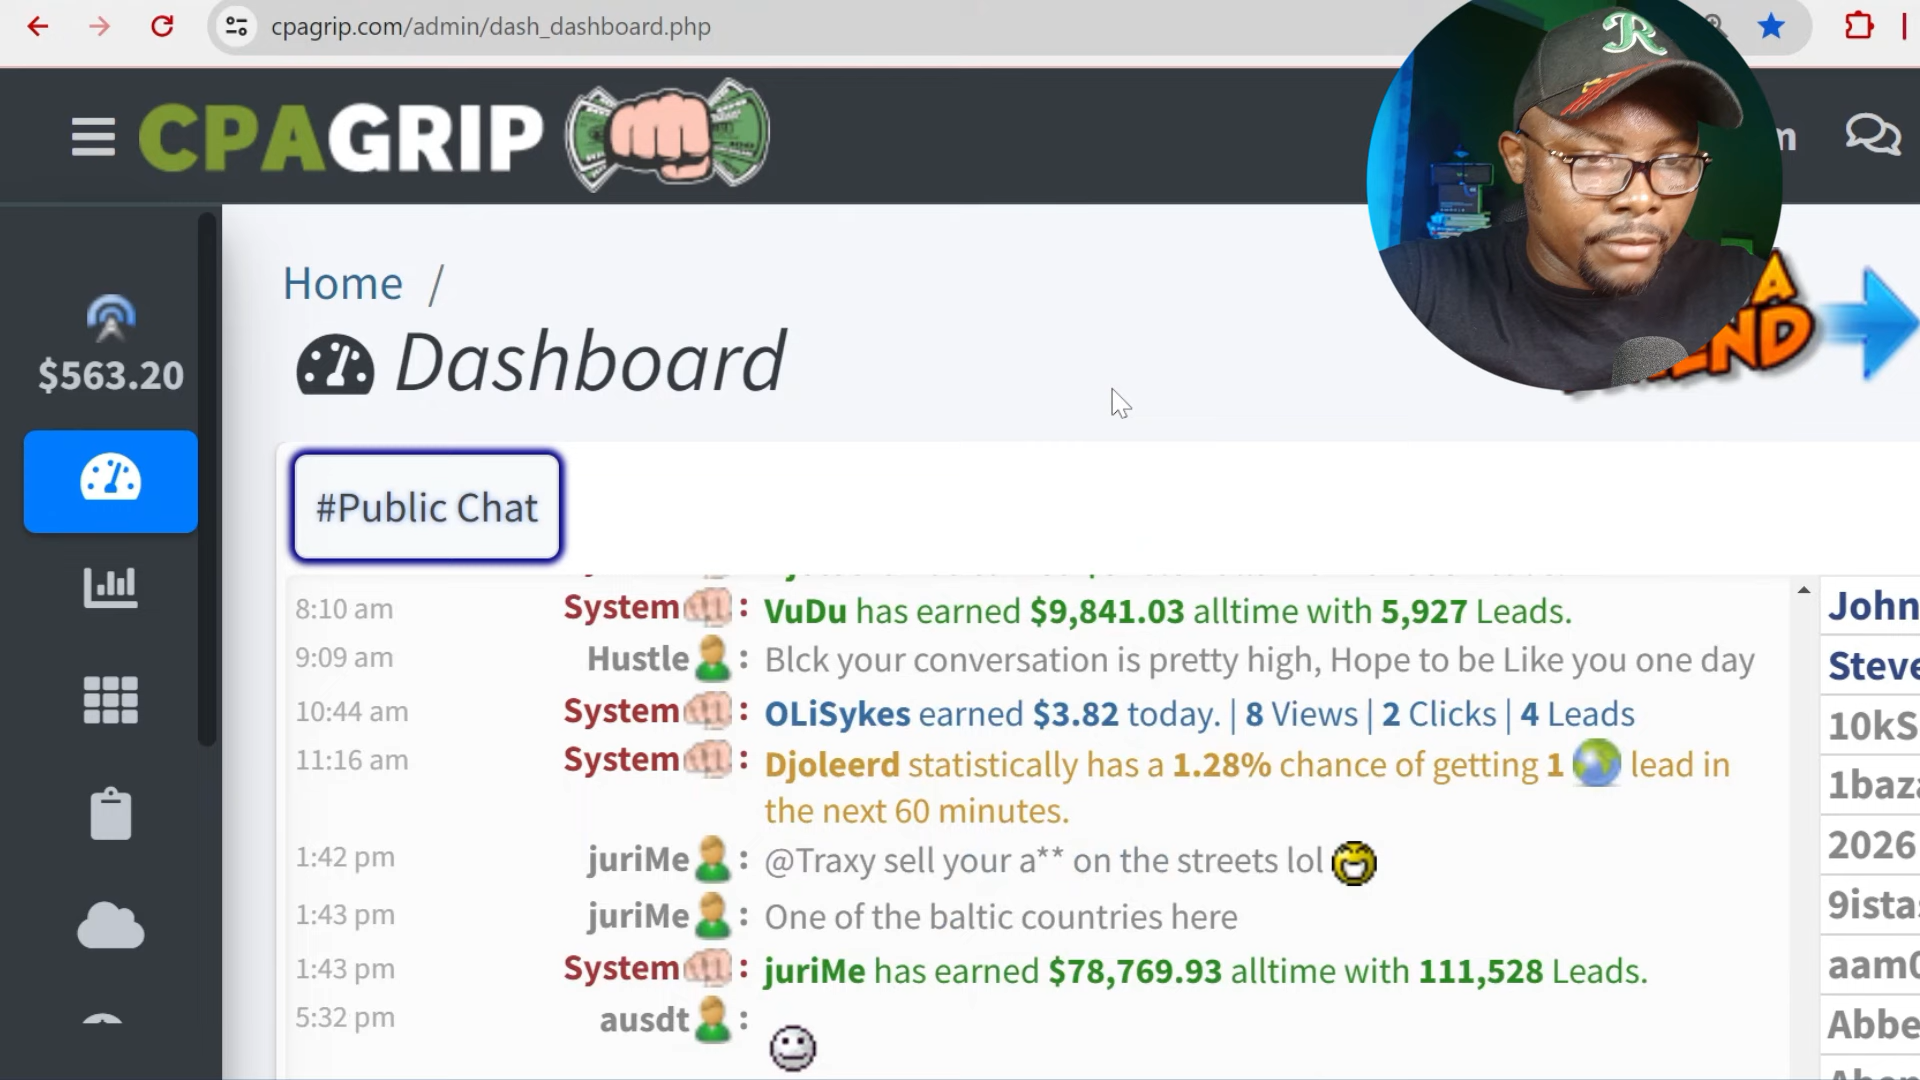 cpagrip.com/admin/dash_dashboard.php
CPAGRIP
$563.20
Home /
Dashboard
#Public Chat
8:10 am System : VuDu has earned $9,841.03 alltime with 5,927 Leads.
9:09 am Hustle : Blck your conversation is pretty high, Hope to be Like you one day
10:44 am System : OLiSykes earned $3.82 today. | 8 Views | 2 Clicks | 4 Leads
11:16 am System : Djoleerd statistically has a 1.28% chance of getting 1 lead in
the next 60 minutes.
1:42 pm juriMe : @Traxy sell your a** on the streets lol
1:43 pm juriMe : One of the baltic countries here
1:43 pm System : juriMe has earned $78,769.93 alltime with 111,528 Leads.
5:32 pm ausdt :
John
Steve
10kS
1baza
2026
9ista
aam0
Abbe